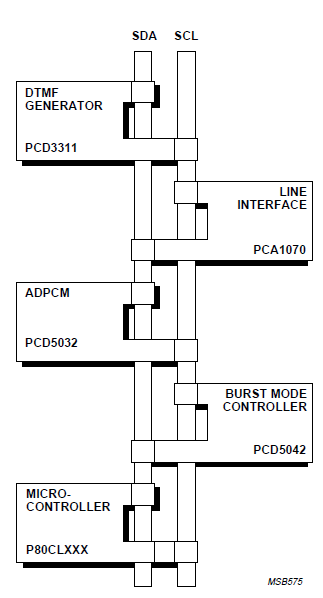 SDA SCL
DTMF
GENERATOR
PCD3311
LINE
INTERFACE
PCA1070
ADPCM
PCD5032
BURST MODE
CONTROLLER
PCD5042
MICRO-
CONTROLLER
P80CLXXX
MSB575